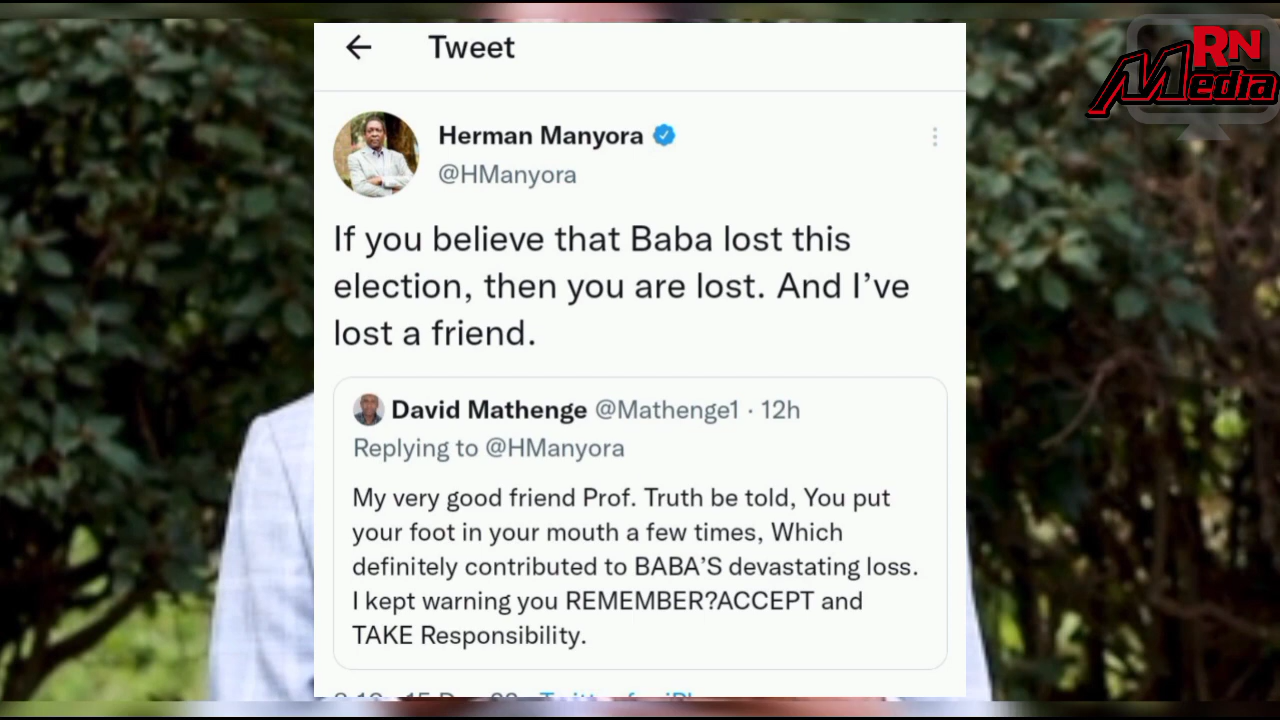 RN
Media
Tweet
Herman Manyora
@HManyora
If you believe that Baba lost this
election, then you are lost. And I’ve
lost a friend.
David Mathenge @Mathenge1 · 12h
Replying to @HManyora
My very good friend Prof. Truth be told, You put
your foot in your mouth a few times, Which
definitely contributed to BABA’S devastating loss.
I kept warning you REMEMBER?ACCEPT and
TAKE Responsibility.